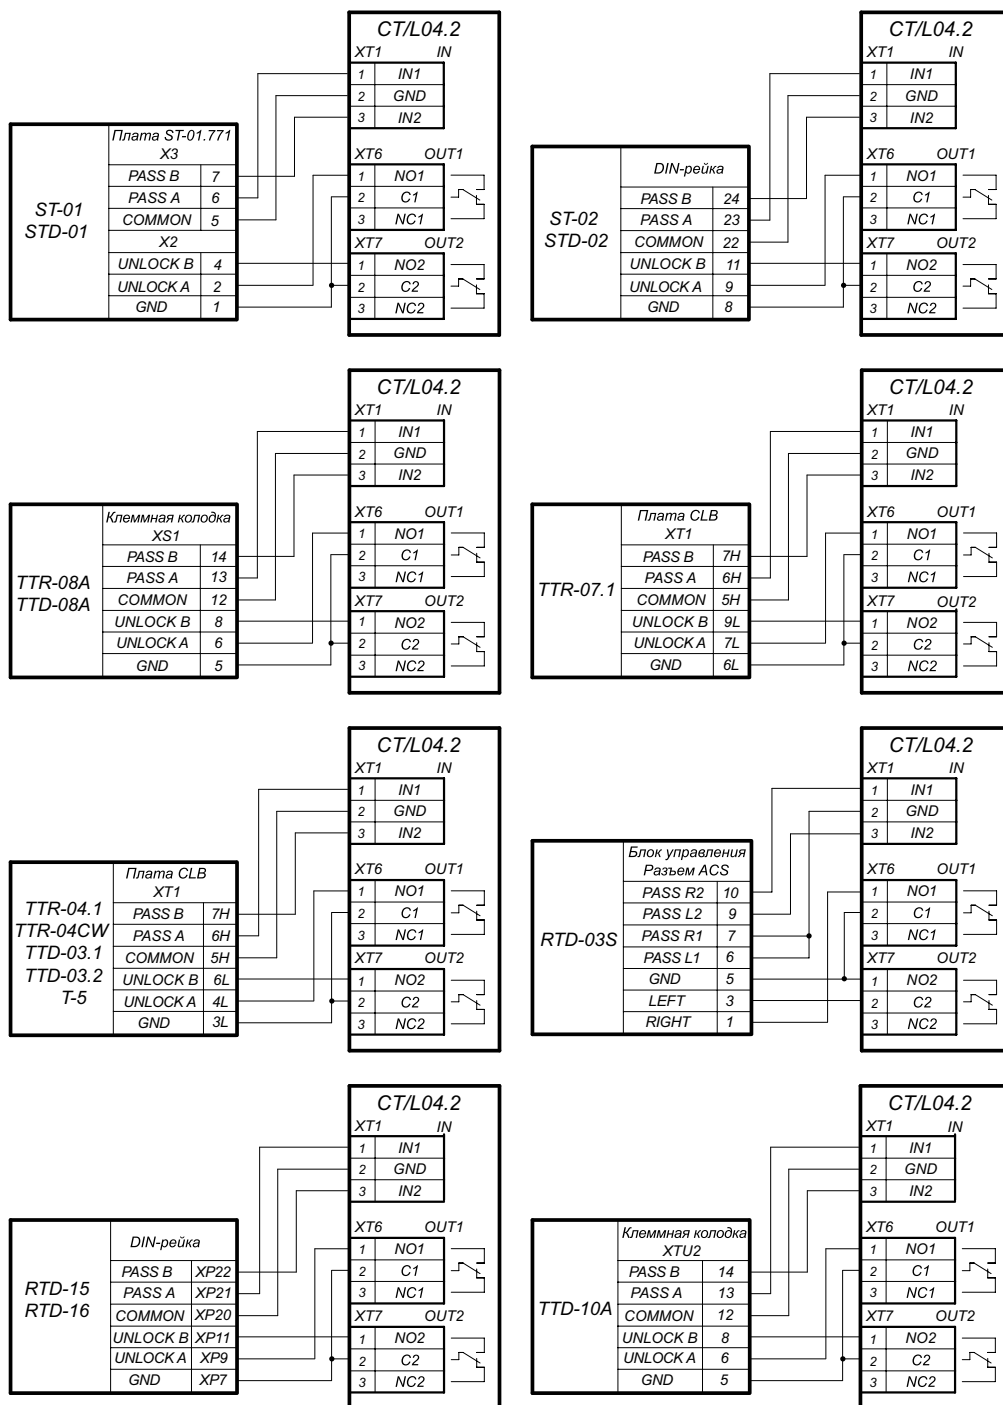 CT/L04.2
XT1 IN
1 IN1
2 GND
3 IN2
XT6 OUT1
1 NO1
2 C1
3 NC1
XT7 OUT2
1 NO2
2 C2
3 NC2
ST-01
STD-01
Плата ST-01.771
X3
PASS B 7
PASS A 6
COMMON 5
X2
UNLOCK B 4
UNLOCK A 2
GND 1
CT/L04.2
XT1 IN
1 IN1
2 GND
3 IN2
XT6 OUT1
1 NO1
2 C1
3 NC1
XT7 OUT2
1 NO2
2 C2
3 NC2
ST-02
STD-02
DIN-рейка
PASS B 24
PASS A 23
COMMON 22
UNLOCK B 11
UNLOCK A 9
GND 8
CT/L04.2
XT1 IN
1 IN1
2 GND
3 IN2
XT6 OUT1
1 NO1
2 C1
3 NC1
XT7 OUT2
1 NO2
2 C2
3 NC2
TTR-08A
TTD-08A
Клеммная колодка
XS1
PASS B 14
PASS A 13
COMMON 12
UNLOCK B 8
UNLOCK A 6
GND 5
CT/L04.2
XT1 IN
1 IN1
2 GND
3 IN2
XT6 OUT1
1 NO1
2 C1
3 NC1
XT7 OUT2
1 NO2
2 C2
3 NC2
TTR-07.1
Плата CLB
XT1
PASS B 7H
PASS A 6H
COMMON 5H
UNLOCK B 9L
UNLOCK A 7L
GND 6L
CT/L04.2
XT1 IN
1 IN1
2 GND
3 IN2
XT6 OUT1
1 NO1
2 C1
3 NC1
XT7 OUT2
1 NO2
2 C2
3 NC2
TTR-04.1
TTR-04CW
TTD-03.1
TTD-03.2
T-5
Плата CLB
XT1
PASS B 7H
PASS A 6H
COMMON 5H
UNLOCK B 6L
UNLOCK A 4L
GND 3L
CT/L04.2
XT1 IN
1 IN1
2 GND
3 IN2
XT6 OUT1
1 NO1
2 C1
3 NC1
XT7 OUT2
1 NO2
2 C2
3 NC2
RTD-03S
Блок управления
Разъем ACS
PASS R2 10
PASS L2 9
PASS R1 7
PASS L1 6
GND 5
LEFT 3
RIGHT 1
CT/L04.2
XT1 IN
1 IN1
2 GND
3 IN2
XT6 OUT1
1 NO1
2 C1
3 NC1
XT7 OUT2
1 NO2
2 C2
3 NC2
RTD-15
RTD-16
DIN-рейка
PASS B XP22
PASS A XP21
COMMON XP20
UNLOCK B XP11
UNLOCK A XP9
GND XP7
CT/L04.2
XT1 IN
1 IN1
2 GND
3 IN2
XT6 OUT1
1 NO1
2 C1
3 NC1
XT7 OUT2
1 NO2
2 C2
3 NC2
TTD-10A
Клеммная колодка
XTU2
PASS B 14
PASS A 13
COMMON 12
UNLOCK B 8
UNLOCK A 6
GND 5